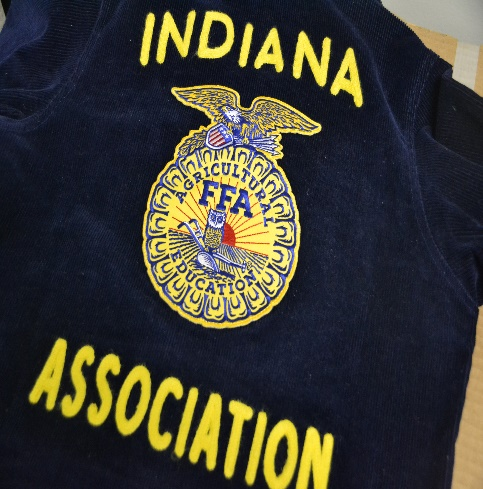 INDIANA
AGRICULTURAL
FFA
EDUCATION
ASSOCIATION